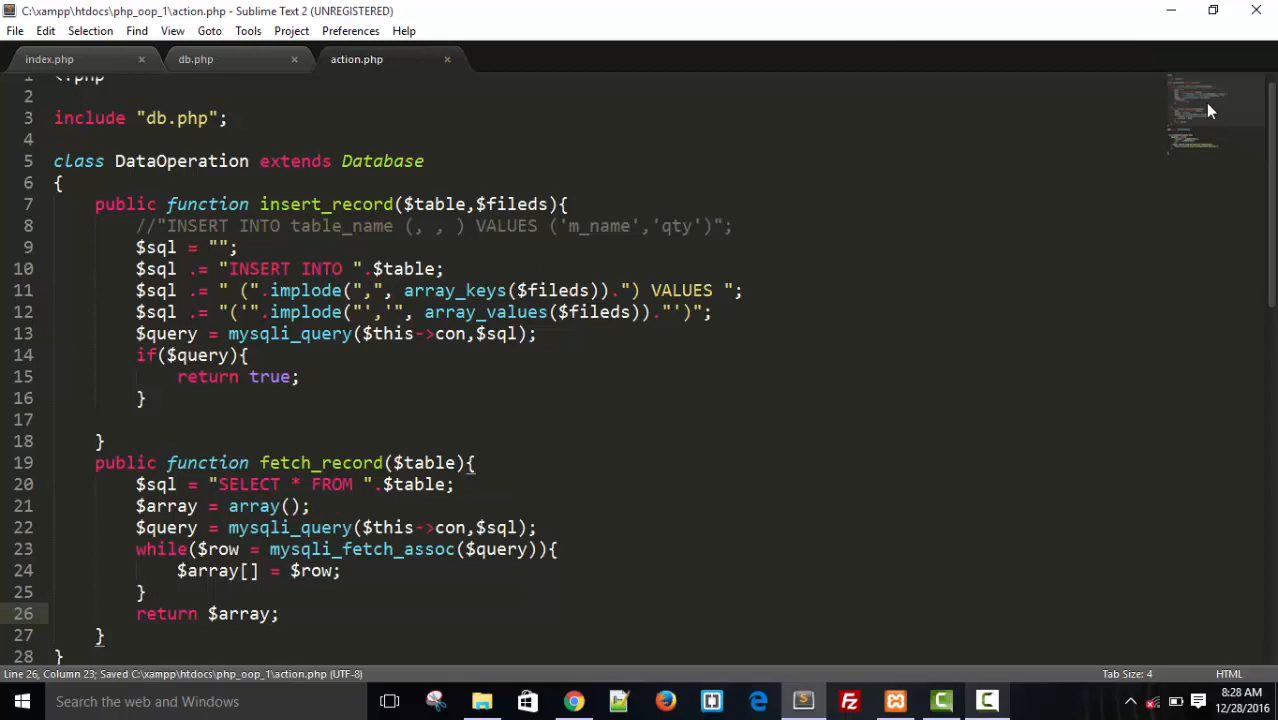 C:\xampp\htdocs\php_oop_1\action.php - Sublime Text 2 (UNREGISTERED)
File Edit Selection Find View Goto Tools Project Preferences Help
index.php db.php action.php
1 <?php
2
3 include "db.php";
4
5 class DataOperation extends Database
6 {
7 public function insert_record($table,$fileds){
8 //"INSERT INTO table_name (, , ) VALUES ('m_name','qty')";
9 $sql = "";
10 $sql .= "INSERT INTO ".$table;
11 $sql .= " (".implode(",", array_keys($fileds)).") VALUES ";
12 $sql .= "('".implode("','", array_values($fileds))."')";
13 $query = mysqli_query($this->con,$sql);
14 if($query){
15 return true;
16 }
17
18 }
19 public function fetch_record($table){
20 $sql = "SELECT * FROM ".$table;
21 $array = array();
22 $query = mysqli_query($this->con,$sql);
23 while($row = mysqli_fetch_assoc($query)){
24 $array[] = $row;
25 }
26 return $array;
27 }
28 }
Line 26, Column 23; Saved C:\xampp\htdocs\php_oop_1\action.php (UTF-8) Tab Size: 4 HTML
Search the web and Windows
8:28 AM
12/28/2016